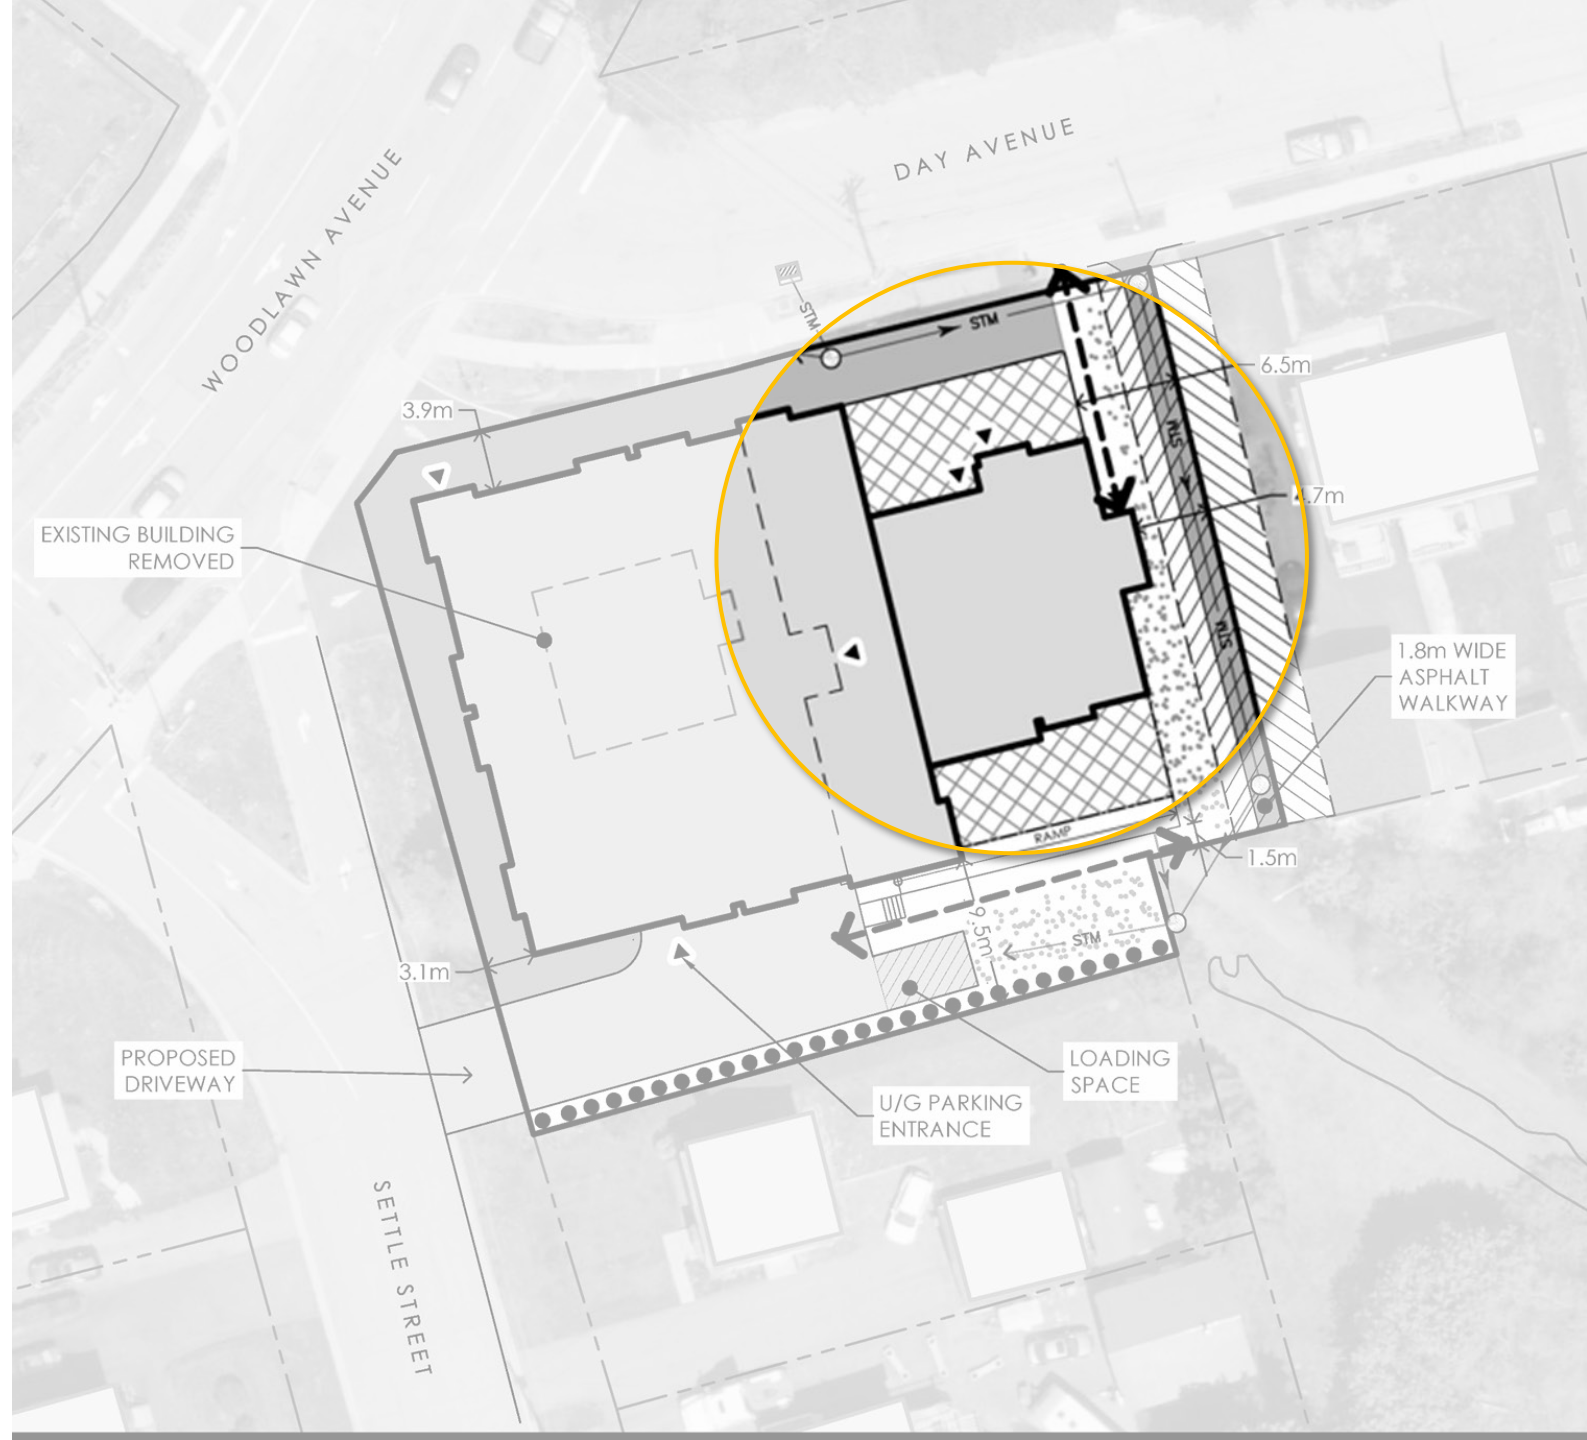 WOODLAWN AVENUE
DAY AVENUE
STM
STM
6.5m
3.9m
STM
4.7m
EXISTING BUILDING
REMOVED
STM
1.8m WIDE
ASPHALT
WALKWAY
RAMP
1.5m
9.5m
STM
3.1m
PROPOSED
DRIVEWAY
LOADING
SPACE
U/G PARKING
ENTRANCE
SETTLE STREET